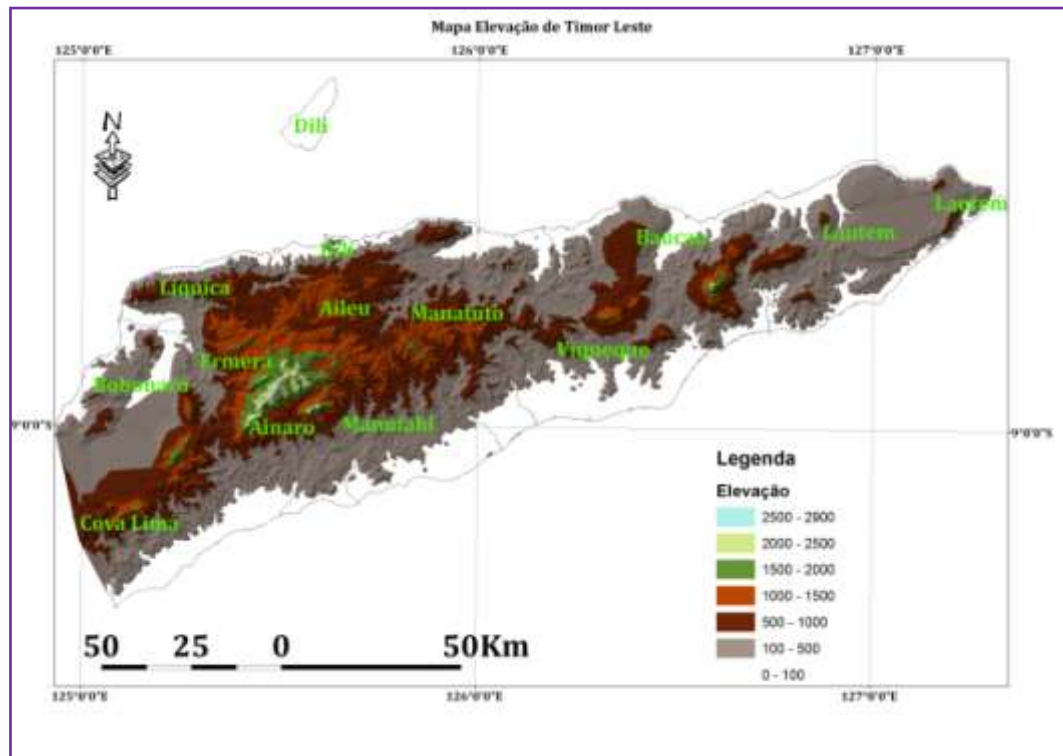 Mapa Elevação de Timor Leste
125°0'0"E 126°0'0"E 127°0'0"E
N
Dili
Baucau
Lautem
Liquica
Aileu
Manatuto
Ermera
Viqueque
Bobonaro
Ainaro
9°0'0"S 9°0'0"S
Cova Lima
Legenda
Elevação
2500 - 2900
2000 - 2500
1500 - 2000
1000 - 1500
500 - 1000
100 - 500
0 - 100
50 25 0 50Km
125°0'0"E 126°0'0"E 127°0'0"E